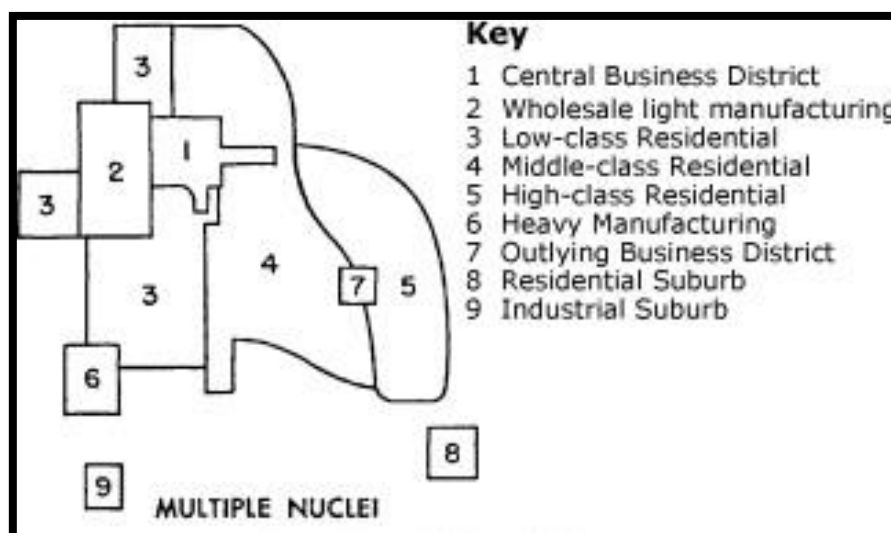 Key
1 Central Business District
2 Wholesale light manufacturing
3 Low-class Residential
4 Middle-class Residential
5 High-class Residential
6 Heavy Manufacturing
7 Outlying Business District
8 Residential Suburb
9 Industrial Suburb
3
1
2
3
4
3
7
5
6
8
9
MULTIPLE NUCLEI